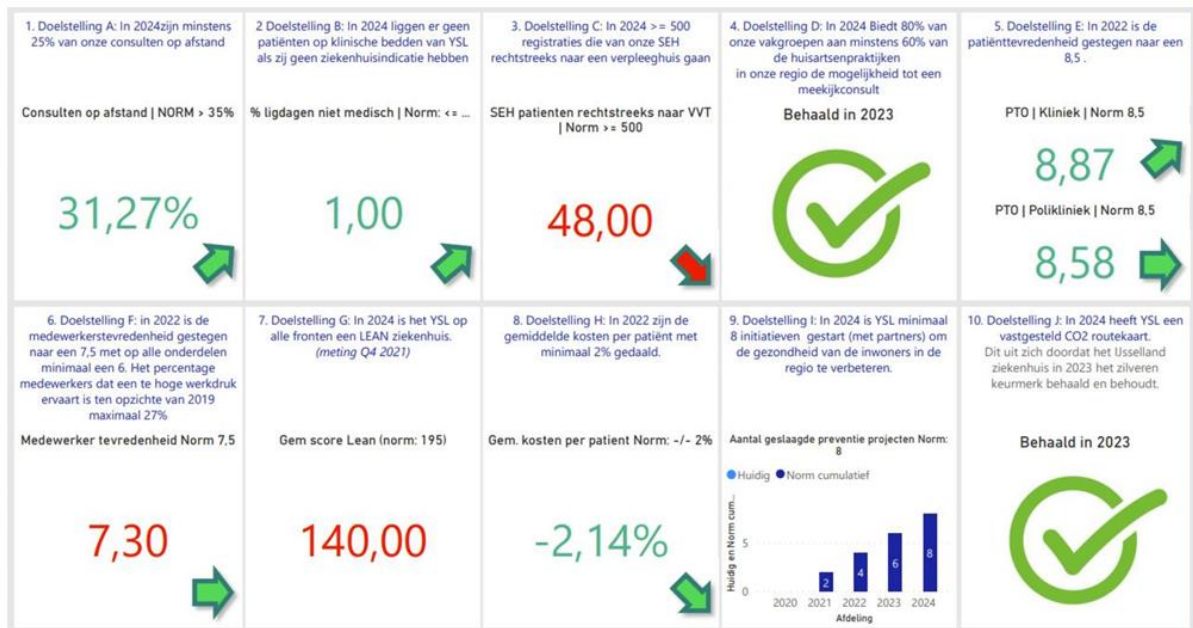 1. Doelstelling A: In 2024zijn minstens
25% van onze consulten op afstand
Consulten op afstand | NORM > 35%
31,27%
2 Doelstelling B: In 2024 liggen er geen
patiënten op klinische bedden van YSL
als zij geen ziekenhuisindicatie hebben
% ligdagen niet medisch | Norm: <= ...
1,00
3. Doelstelling C: In 2024 >= 500
registraties die van onze SEH
rechtstreeks naar een verpleeghuis gaan
SEH patienten rechtstreeks naar VVT
| Norm >= 500
48,00
4. Doelstelling D: In 2024 Biedt 80% van
onze vakgroepen aan minstens 60% van
de huisartsenpraktijken
in onze regio de mogelijkheid tot een
meekijkconsult
Behaald in 2023
5. Doelstelling E: In 2022 is de
patiënttevredenheid gestegen naar een
8,5 .
PTO | Kliniek | Norm 8,5
8,87
PTO | Polikliniek | Norm 8,5
8,58
6. Doelstelling F: in 2022 is de
medewerkerstevredenheid gestegen
naar een 7,5 met op alle onderdelen
minimaal een 6. Het percentage
medewerkers dat een te hoge werkdruk
ervaart is ten opzichte van 2019
maximaal 27%
Medewerker tevredenheid Norm 7,5
7,30
7. Doelstelling G: In 2024 is het YSL op
alle fronten een LEAN ziekenhuis.
(meting Q4 2021)
Gem score Lean (norm: 195)
140,00
8. Doelstelling H: In 2022 zijn de
gemiddelde kosten per patiënt met
minimaal 2% gedaald.
Gem. kosten per patient Norm: -/- 2%
-2,14%
9. Doelstelling I: In 2024 is YSL minimaal
8 initiatieven gestart (met partners) om
de gezondheid van de inwoners in de
regio te verbeteren.
Aantal geslaagde preventie projecten Norm:
8
Huidig Norm cumulatief
Huidig en Norm cum...
5
0
2
4
6
8
2020 2021 2022 2023 2024
Afdeling
10. Doelstelling J: In 2024 heeft YSL een
vastgesteld CO2 routekaart.
Dit uit zich doordat het IJsselland
ziekenhuis in 2023 het zilveren
keurmerk behaald en behoudt.
Behaald in 2023